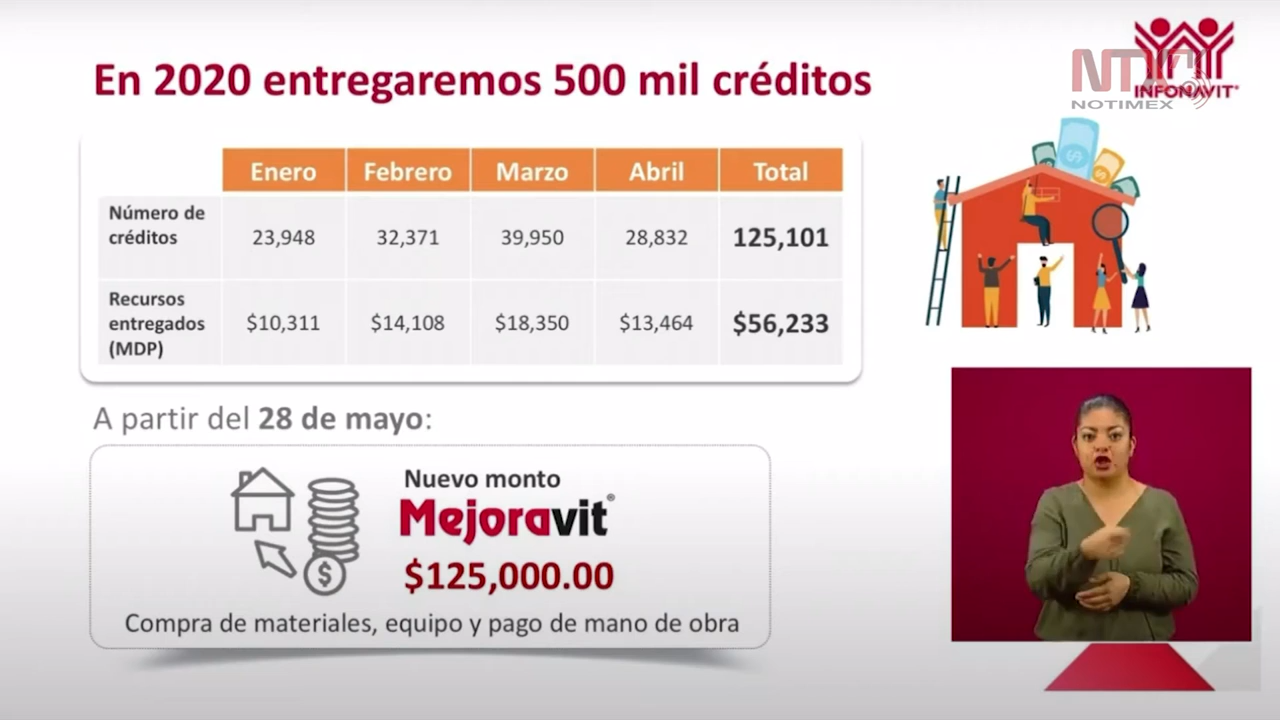 En 2020 entregaremos 500 mil créditos
NTX
NOTIMEX
INFONAVIT®
Enero Febrero Marzo Abril Total
Número de
créditos
23,948 32,371 39,950 28,832 125,101
Recursos
entregados
(MDP)
$10,311 $14,108 $18,350 $13,464 $56,233
A partir del 28 de mayo:
Nuevo monto
Mejoravit®
$125,000.00
Compra de materiales, equipo y pago de mano de obra